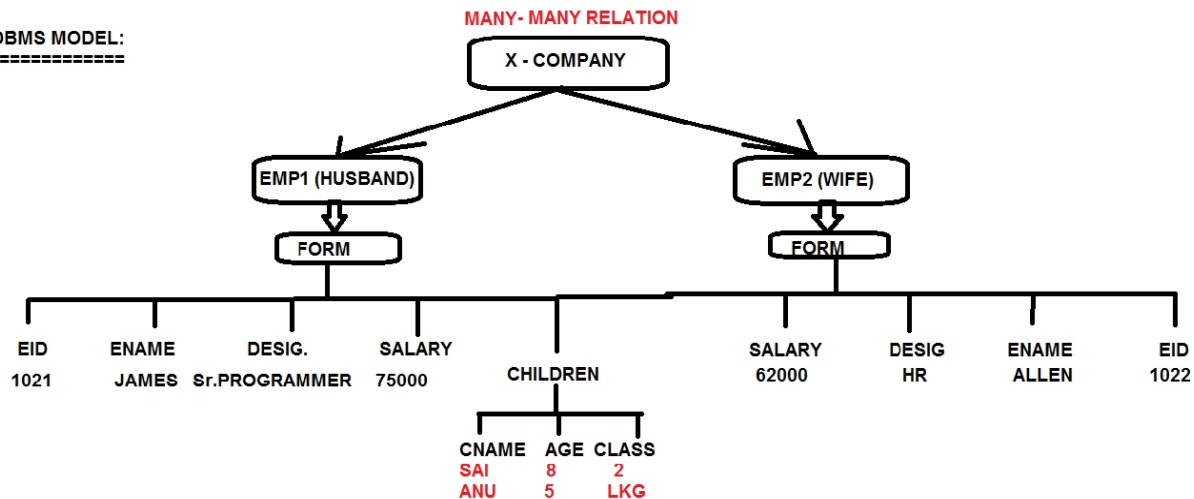 MANY- MANY RELATION
DBMS MODEL:
=============
X - COMPANY
EMP1 (HUSBAND)
EMP2 (WIFE)
FORM
FORM
EID ENAME DESIG. SALARY SALARY DESIG ENAME EID
1021 JAMES Sr.PROGRAMMER 75000 CHILDREN 62000 HR ALLEN 1022
CNAME AGE CLASS
SAI 8 2
ANU 5 LKG